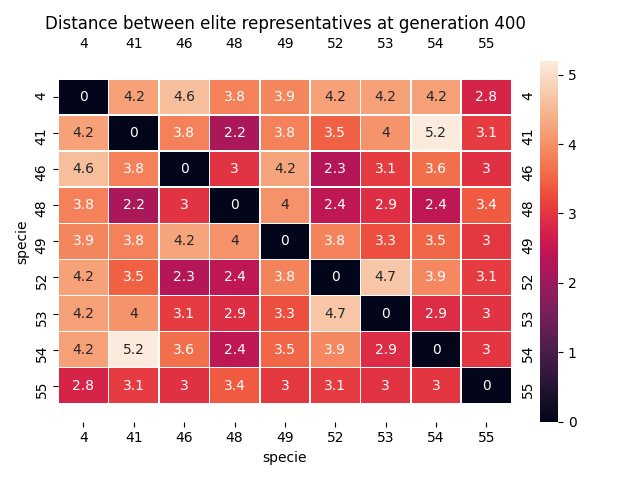 Distance between elite representatives at generation 400
4 41 46 48 49 52 53 54 55
4 0 4.2 4.6 3.8 3.9 4.2 4.2 4.2 2.8 4
41 4.2 0 3.8 2.2 3.8 3.5 4 5.2 3.1 41
46 4.6 3.8 0 3 4.2 2.3 3.1 3.6 3 46
48 3.8 2.2 3 0 4 2.4 2.9 2.4 3.4 48
49 3.9 3.8 4.2 4 0 3.8 3.3 3.5 3 49
52 4.2 3.5 2.3 2.4 3.8 0 4.7 3.9 3.1 52
53 4.2 4 3.1 2.9 3.3 4.7 0 2.9 3 53
54 4.2 5.2 3.6 2.4 3.5 3.9 2.9 0 3 54
55 2.8 3.1 3 3.4 3 3.1 3 3 0 55
4 41 46 48 49 52 53 54 55
specie
specie
5
4
3
2
1
0